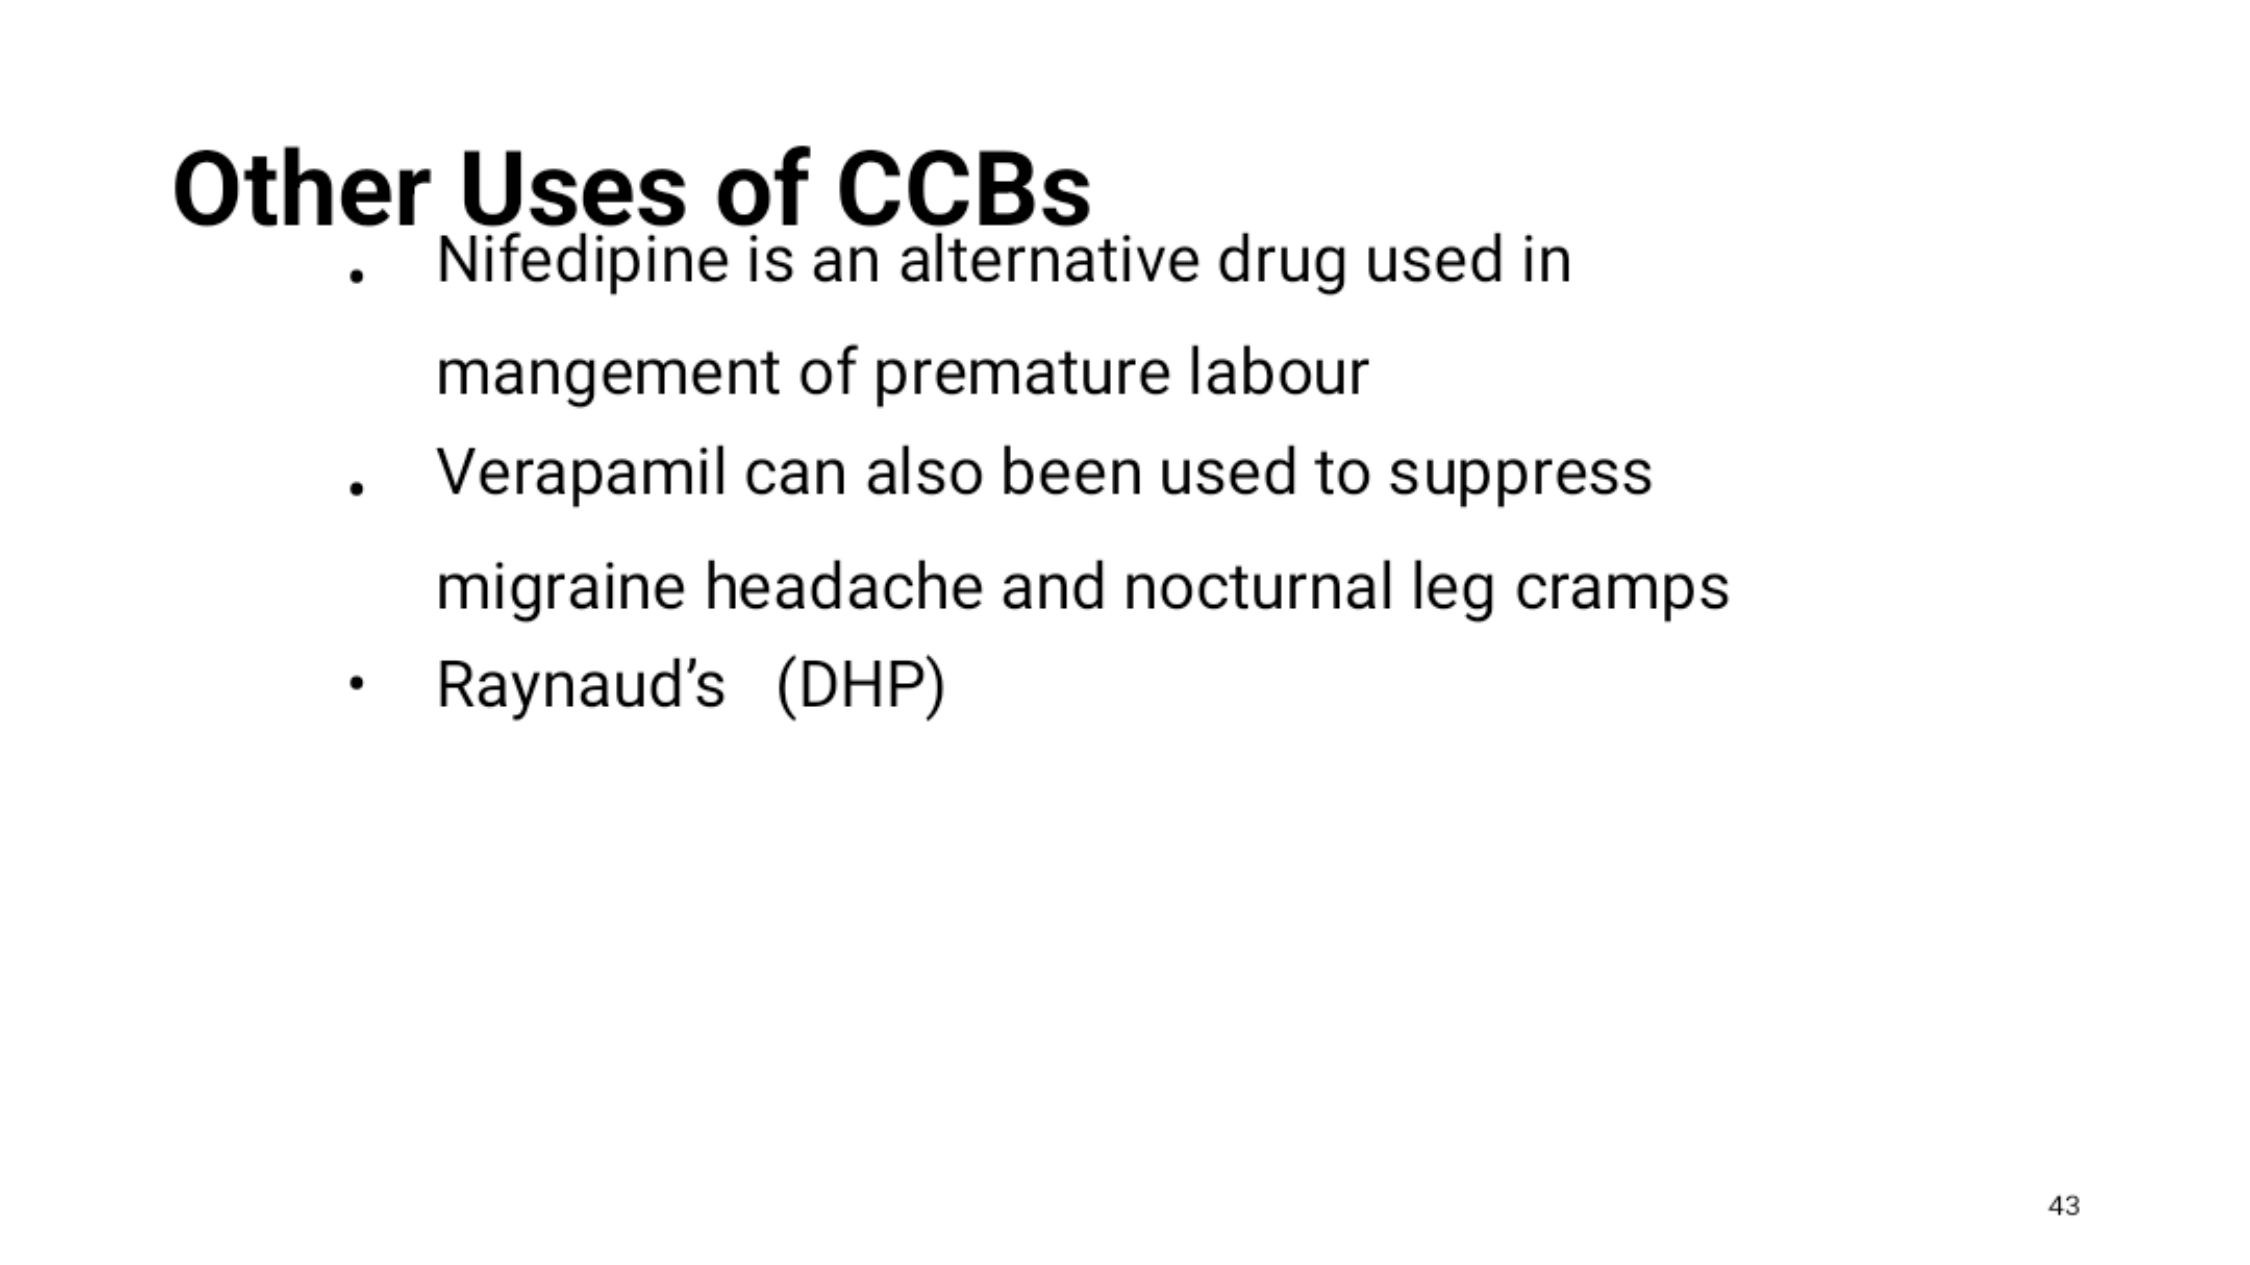 Other Uses of CCBs
• Nifedipine is an alternative drug used in
mangement of premature labour
• Verapamil can also been used to suppress
migraine headache and nocturnal leg cramps
• Raynaud’s (DHP)
43